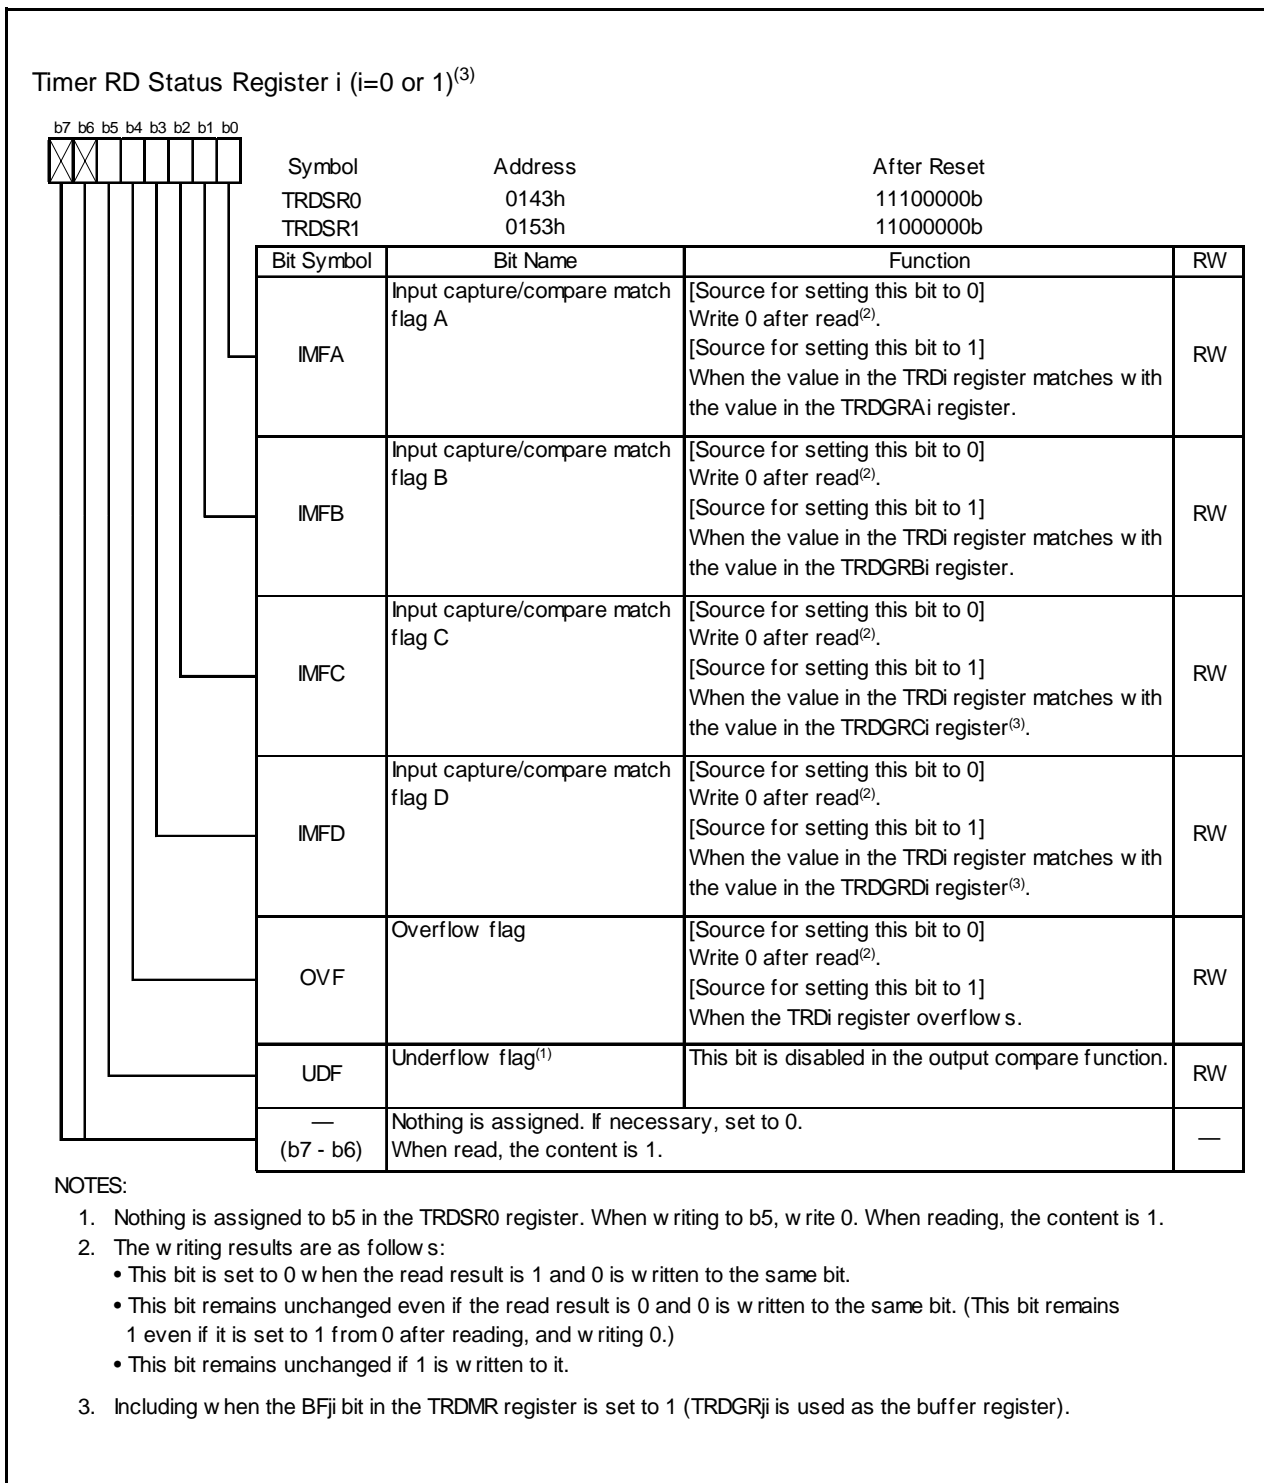 Timer RD Status Register i (i=0 or 1)(3)
b7 b6 b5 b4 b3 b2 b1 b0
Symbol Address After Reset
TRDSR0 0143h 11100000b
TRDSR1 0153h 11000000b
Bit Symbol Bit Name Function RW
IMFA Input capture/compare match [Source for setting this bit to 0] RW
flag A Write 0 after read(2).
[Source for setting this bit to 1]
When the value in the TRDi register matches with
the value in the TRDGRAi register.
IMFB Input capture/compare match [Source for setting this bit to 0] RW
flag B Write 0 after read(2).
[Source for setting this bit to 1]
When the value in the TRDi register matches with
the value in the TRDGRBi register.
IMFC Input capture/compare match [Source for setting this bit to 0] RW
flag C Write 0 after read(2).
[Source for setting this bit to 1]
When the value in the TRDi register matches with
the value in the TRDGRCi register(3).
IMFD Input capture/compare match [Source for setting this bit to 0] RW
flag D Write 0 after read(2).
[Source for setting this bit to 1]
When the value in the TRDi register matches with
the value in the TRDGRDi register(3).
OVF Overflow flag [Source for setting this bit to 0] RW
Write 0 after read(2).
[Source for setting this bit to 1]
When the TRDi register overflows.
UDF Underflow flag(1) This bit is disabled in the output compare function. RW
— Nothing is assigned. If necessary, set to 0. —
(b7 - b6) When read, the content is 1.
NOTES:
1. Nothing is assigned to b5 in the TRDSR0 register. When writing to b5, write 0. When reading, the content is 1.
2. The writing results are as follows:
• This bit is set to 0 when the read result is 1 and 0 is written to the same bit.
• This bit remains unchanged even if the read result is 0 and 0 is written to the same bit. (This bit remains
1 even if it is set to 1 from 0 after reading, and writing 0.)
• This bit remains unchanged if 1 is written to it.
3. Including when the BFji bit in the TRDMR register is set to 1 (TRDGRji is used as the buffer register).